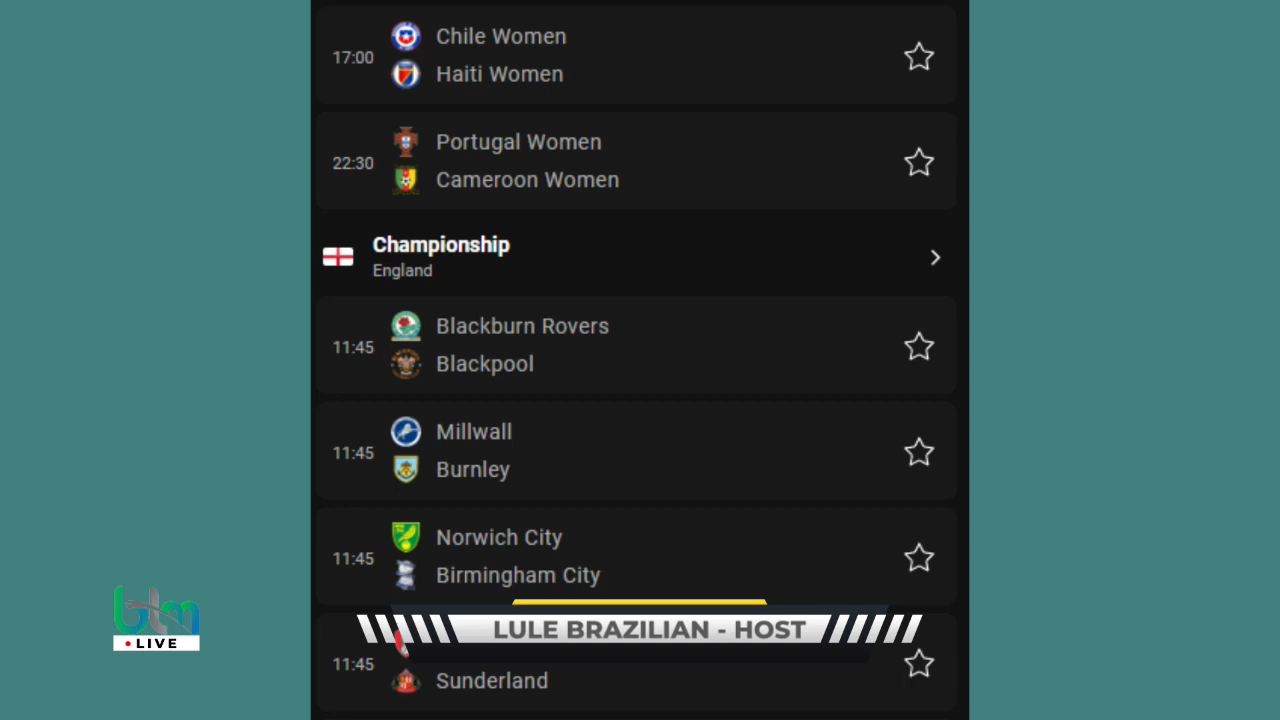 17:00
Chile Women
Haiti Women
22:30
Portugal Women
Cameroon Women
Championship
England
11:45
Blackburn Rovers
Blackpool
11:45
Millwall
Burnley
11:45
Norwich City
Birmingham City
LULE BRAZILIAN - HOST
11:45
Sunderland
btm
LIVE